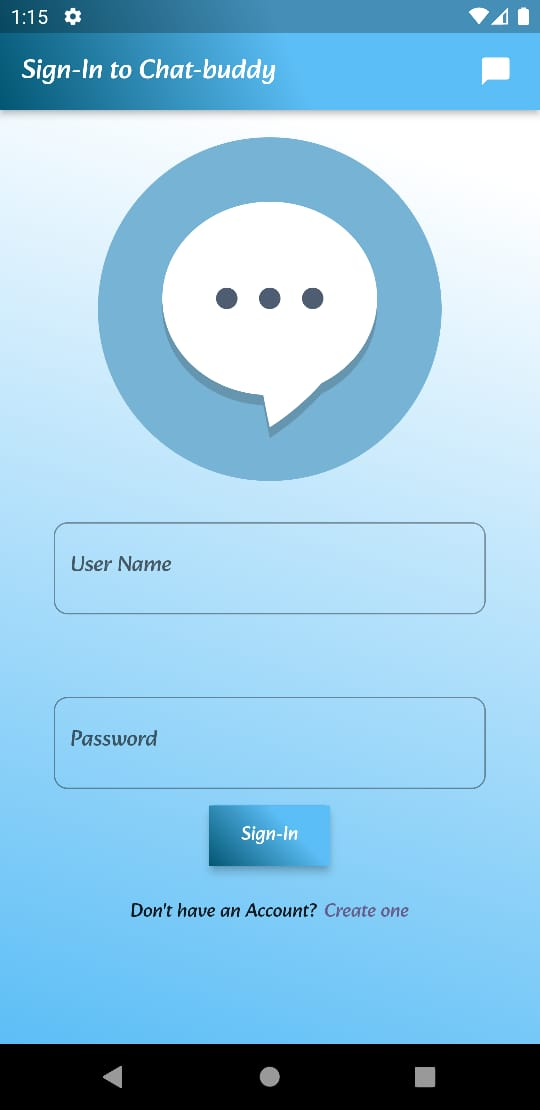 1:15
Sign-In to Chat-buddy
User Name
Password
Sign-In
Don't have an Account? Create one